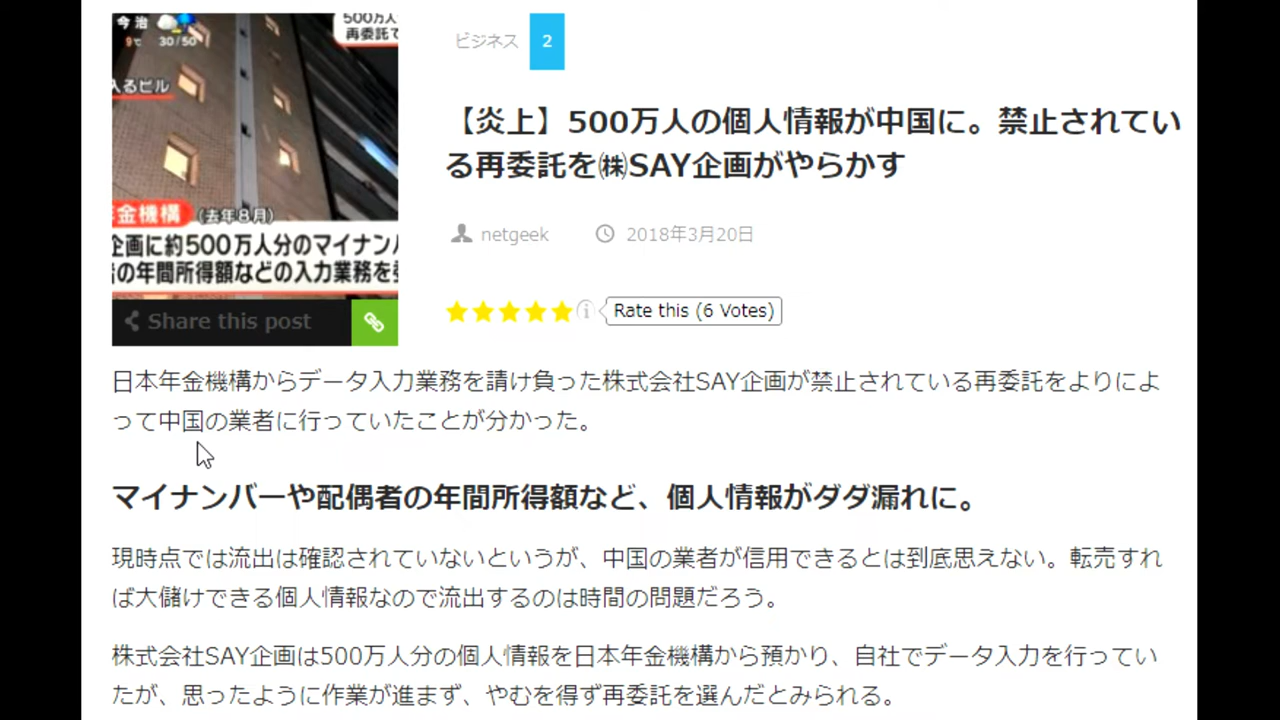 今治
9℃ 30/50
500万人
再委託で
入るビル
年金機構 (去年8月)
企画に約500万人分のマイナンバ
者の年間所得額などの入力業務を委
Share this post
ビジネス 2
【炎上】500万人の個人情報が中国に。禁止されてい
る再委託を㈱SAY企画がやらかす
netgeek 2018年3月20日
Rate this (6 Votes)
日本年金機構からデータ入力業務を請け負った株式会社SAY企画が禁止されている再委託をよりによ
って中国の業者に行っていたことが分かった。
マイナンバーや配偶者の年間所得額など、個人情報がダダ漏れに。
現時点では流出は確認されていないというが、中国の業者が信用できるとは到底思えない。転売すれ
ば大儲けできる個人情報なので流出するのは時間の問題だろう。
株式会社SAY企画は500万人分の個人情報を日本年金機構から預かり、自社でデータ入力を行ってい
たが、思ったように作業が進まず、やむを得ず再委託を選んだとみられる。